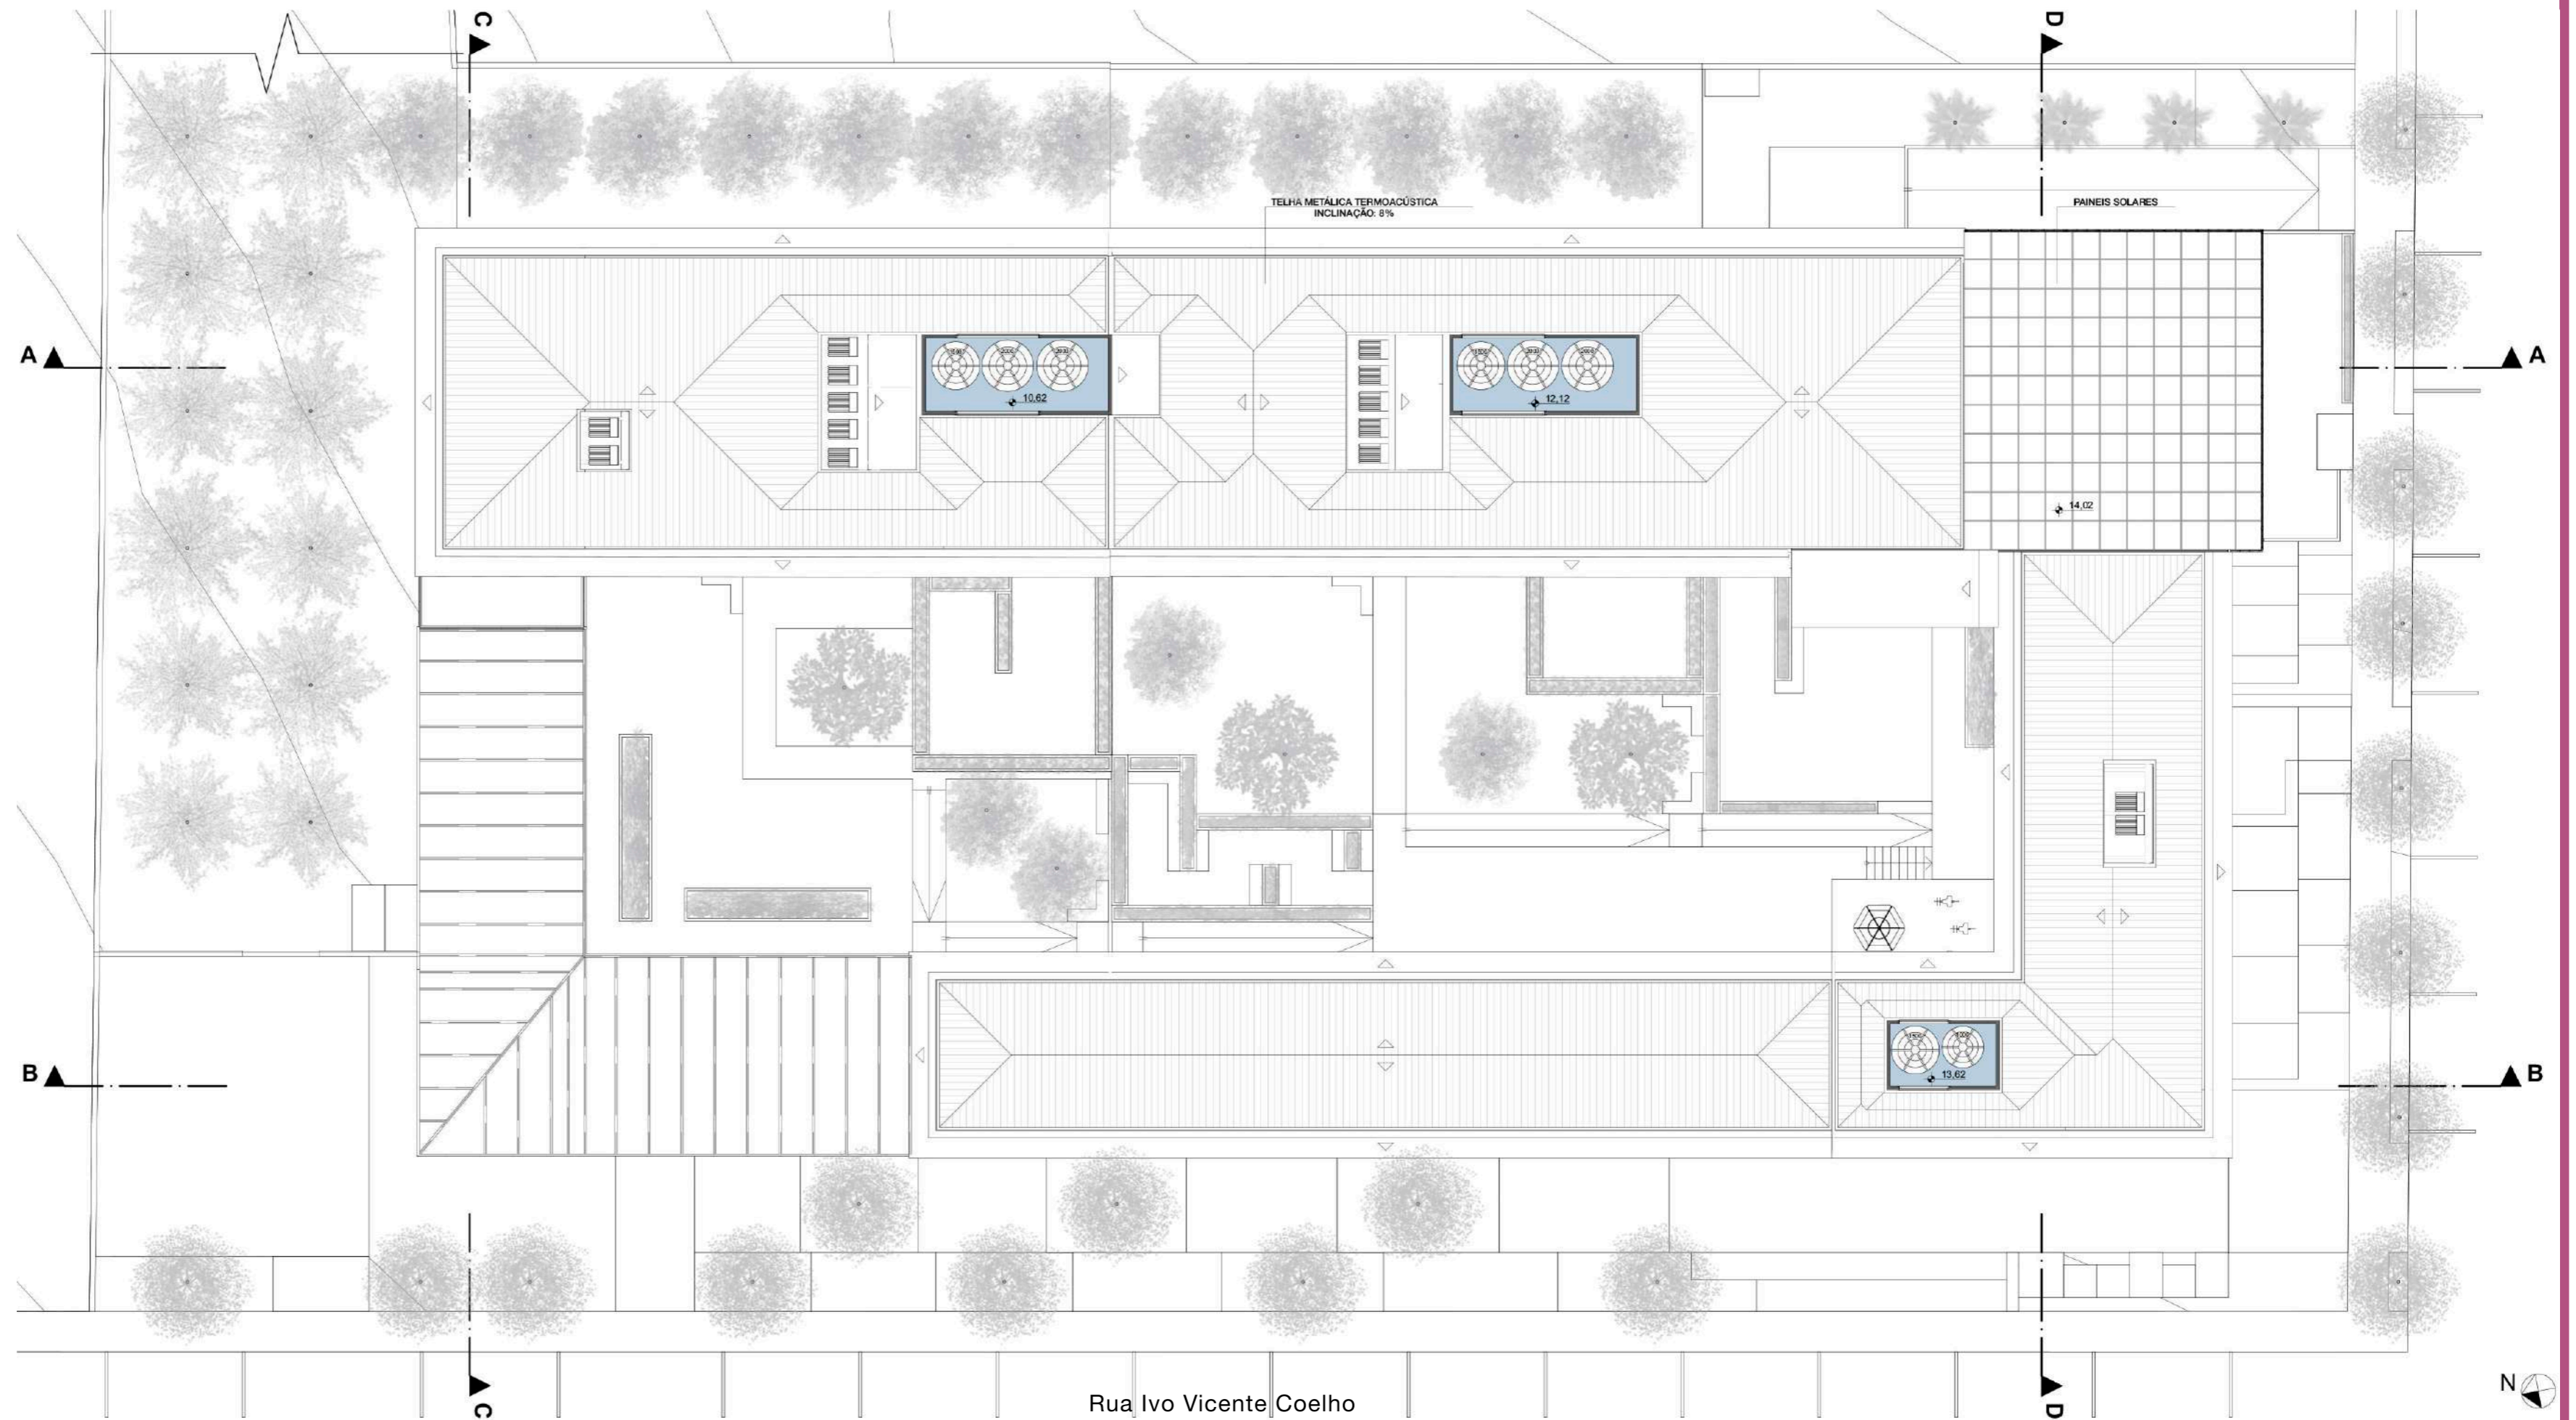 C
D
TELHA METÁLICA TERMOACÚSTICA
INCLINAÇÃO: 8%
PAINEIS SOLARES
A
A
10,62
12,12
14,02
B
B
13,62
N
Rua Ivo Vicente Coelho
C
D